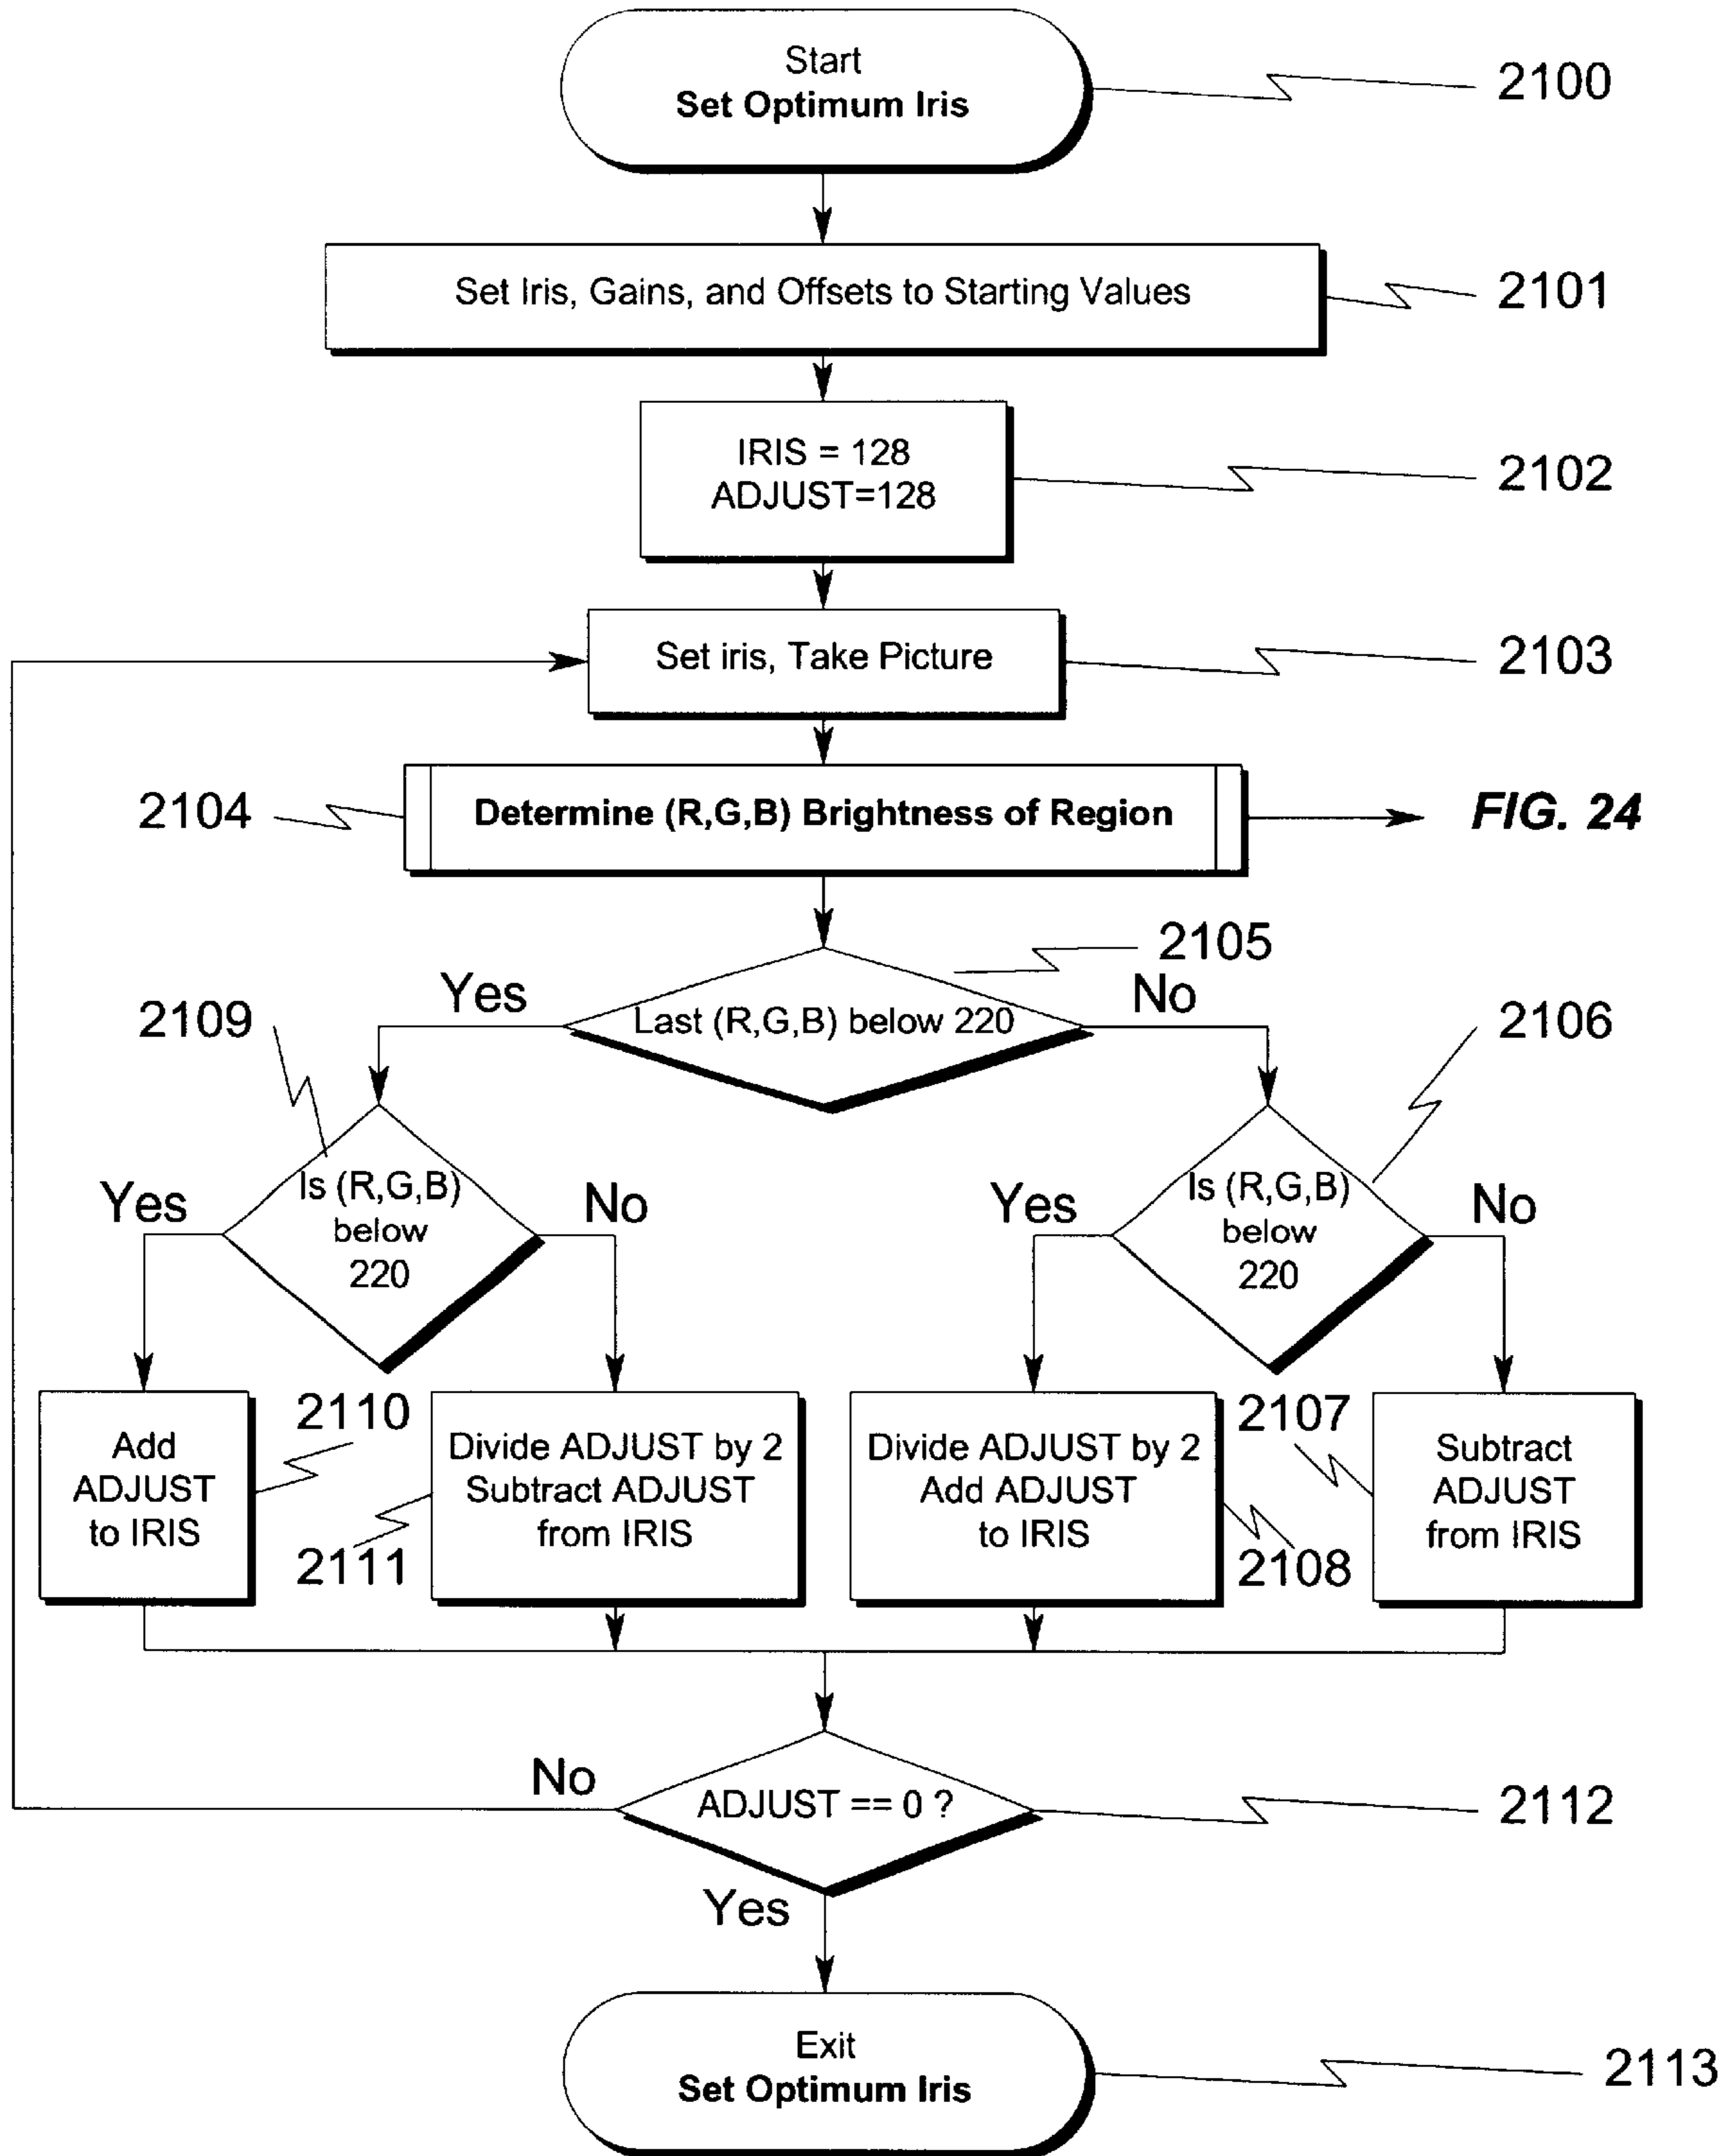 Start
Set Optimum Iris
2100
Set Iris, Gains, and Offsets to Starting Values
2101
IRIS = 128
ADJUST=128
2102
Set iris, Take Picture
2103
2104
Determine (R,G,B) Brightness of Region
FIG. 24
2105
Yes
Last (R,G,B) below 220
No
2109
2106
Yes
Is (R,G,B)
below
220
No
Yes
Is (R,G,B)
below
220
No
Add
ADJUST
to IRIS
2110
Divide ADJUST by 2
Subtract ADJUST
from IRIS
2111
Divide ADJUST by 2
Add ADJUST
to IRIS
2108
2107
Subtract
ADJUST
from IRIS
No
ADJUST == 0 ?
2112
Yes
Exit
Set Optimum Iris
2113